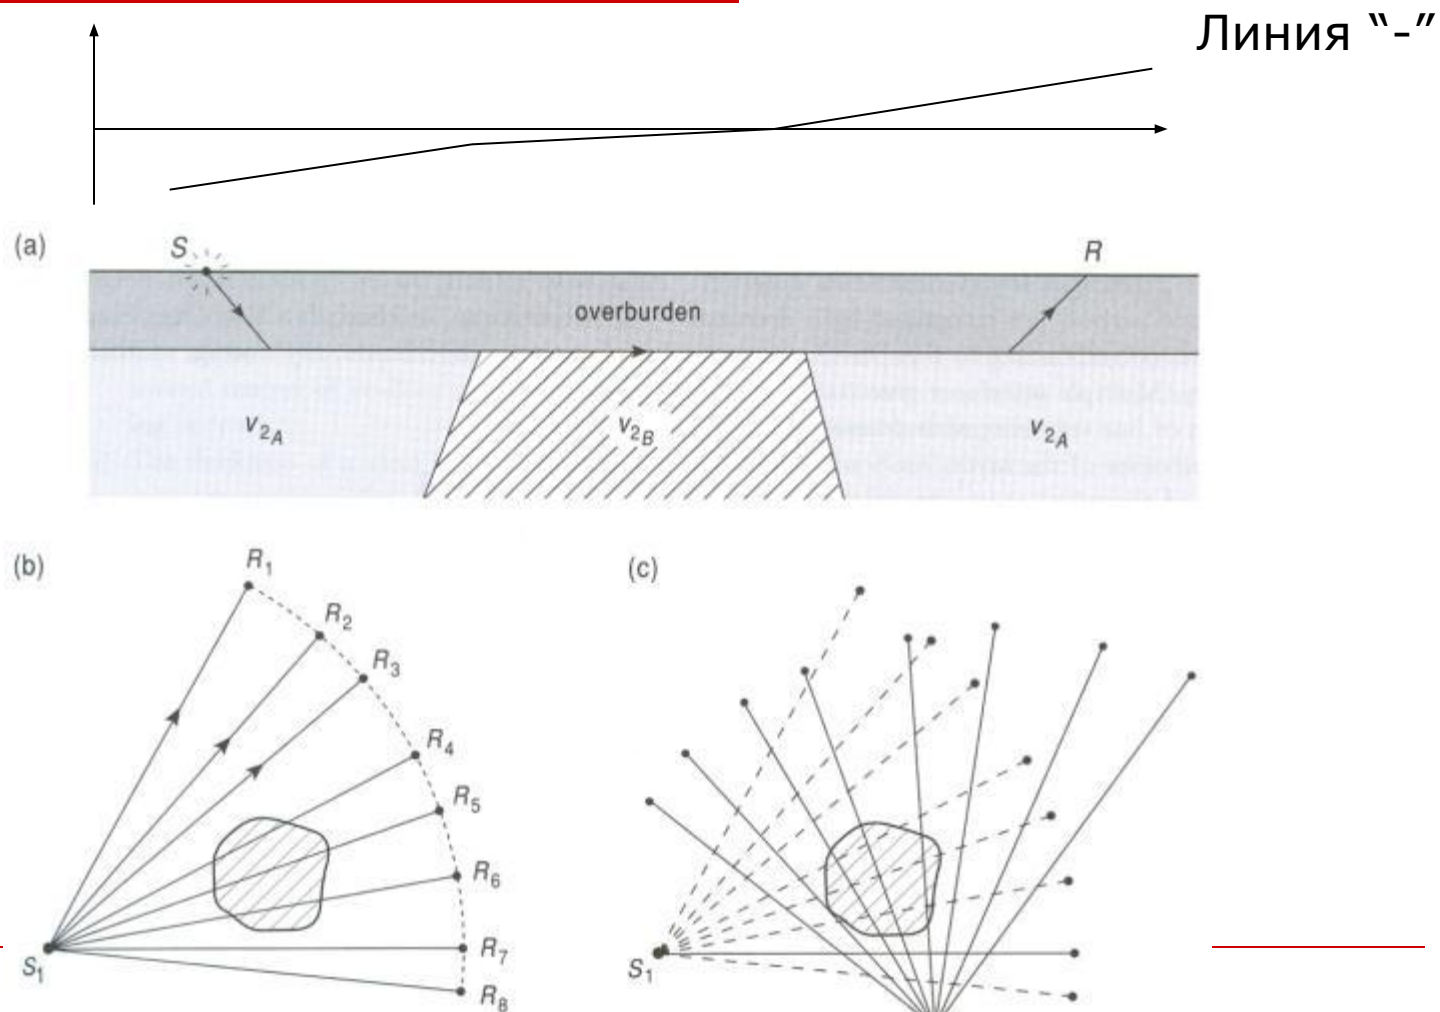 Линия “-”
(a)
S
R
overburden
v2A
v2B
v2A
(b)
R1
R2
R3
R4
R5
R6
R7
R8
S1
(c)
S1